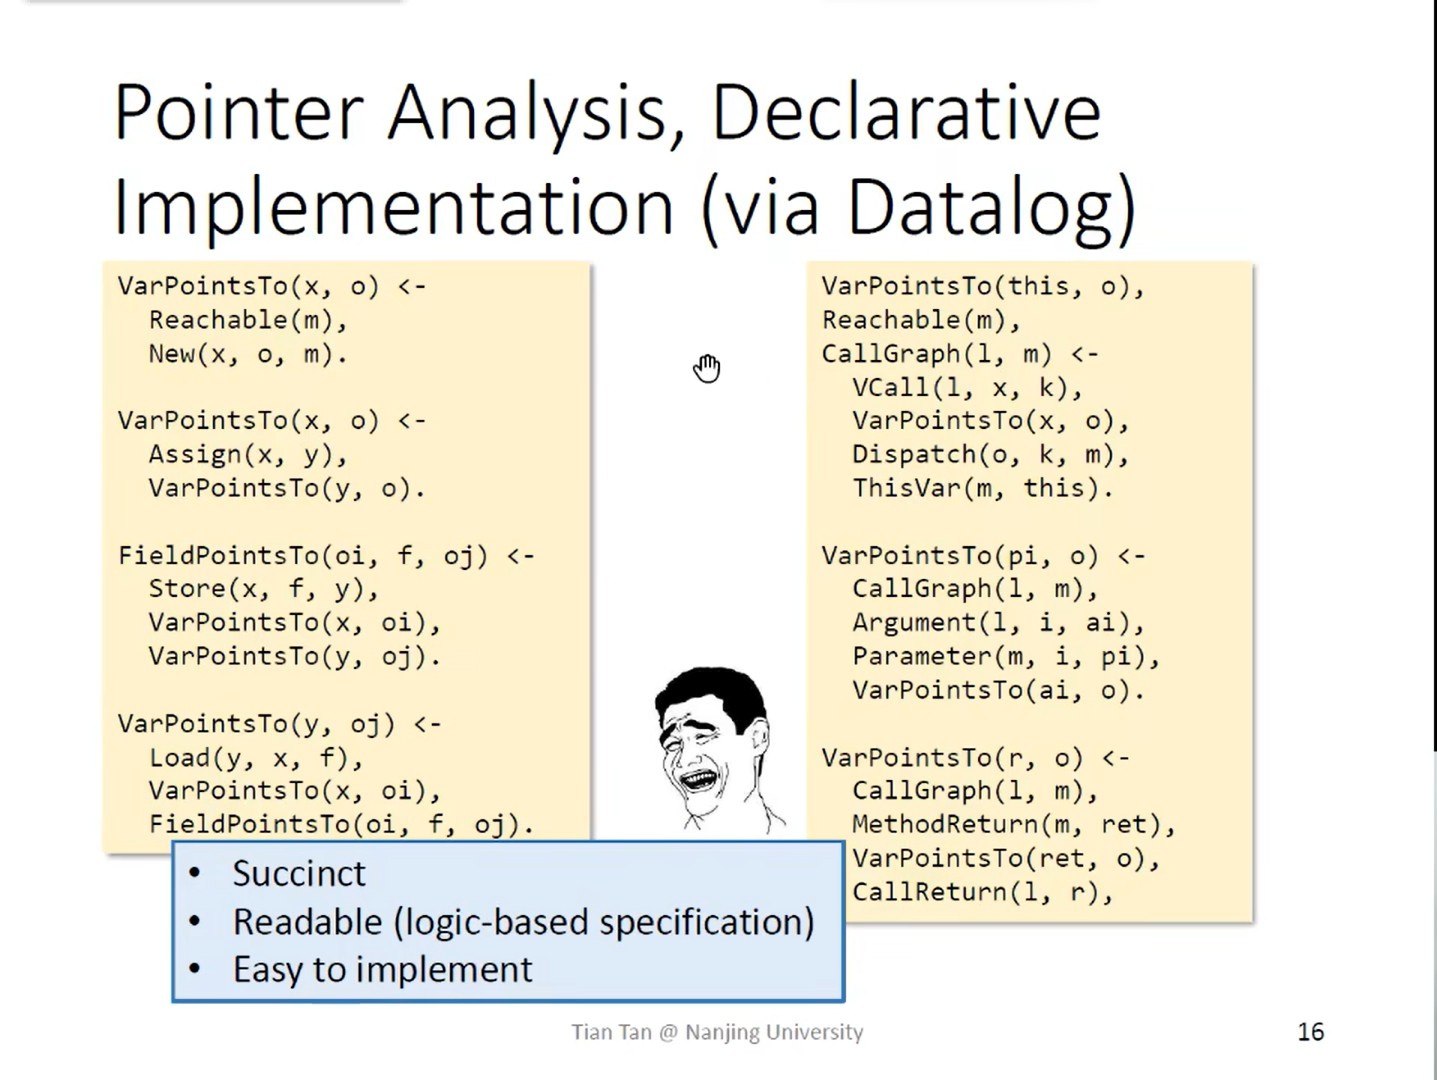 Pointer Analysis, Declarative
Implementation (via Datalog)
VarPointsTo(x, o) <-
  Reachable(m),
  New(x, o, m).
VarPointsTo(x, o) <-
  Assign(x, y),
  VarPointsTo(y, o).
FieldPointsTo(oi, f, oj) <-
  Store(x, f, y),
  VarPointsTo(x, oi),
  VarPointsTo(y, oj).
VarPointsTo(y, oj) <-
  Load(y, x, f),
  VarPointsTo(x, oi),
  FieldPointsTo(oi, f, oj).
VarPointsTo(this, o),
Reachable(m),
CallGraph(l, m) <-
  VCall(l, x, k),
  VarPointsTo(x, o),
  Dispatch(o, k, m),
  ThisVar(m, this).
VarPointsTo(pi, o) <-
  CallGraph(l, m),
  Argument(l, i, ai),
  Parameter(m, i, pi),
  VarPointsTo(ai, o).
VarPointsTo(r, o) <-
  CallGraph(l, m),
  MethodReturn(m, ret),
  VarPointsTo(ret, o),
  CallReturn(l, r),
• Succinct
• Readable (logic-based specification)
• Easy to implement
Tian Tan @ Nanjing University
16